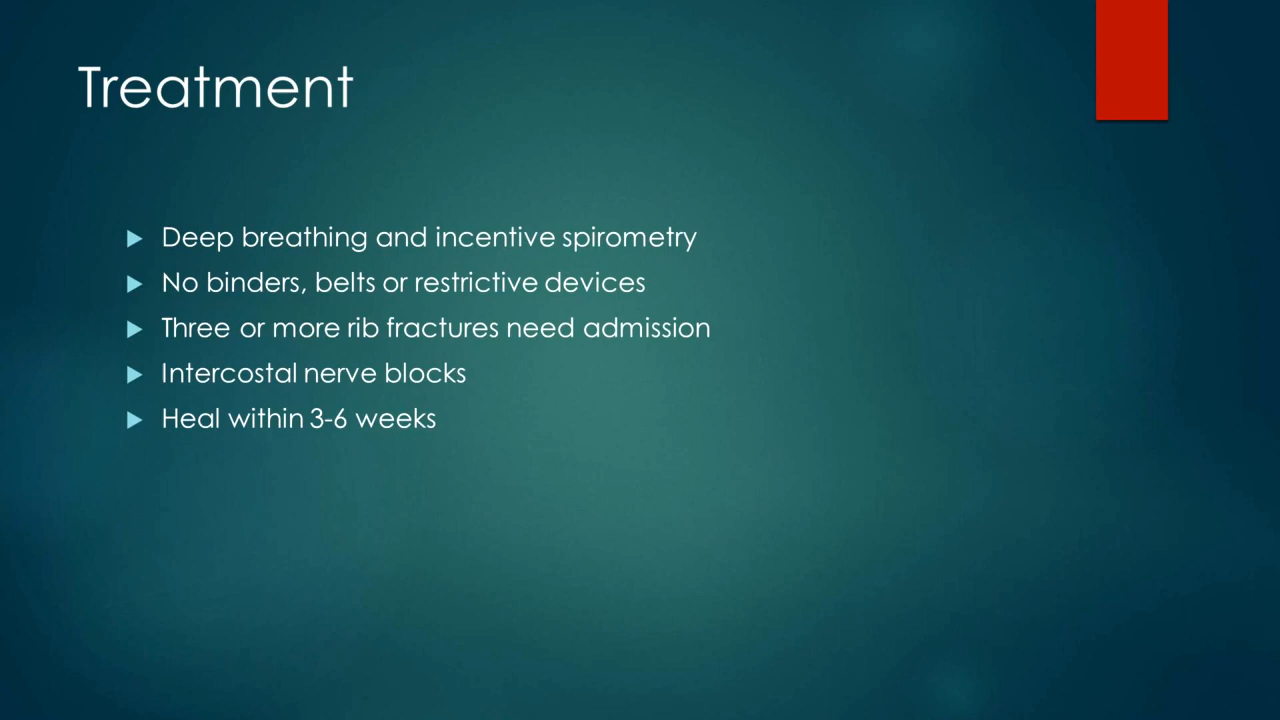 Treatment
Deep breathing and incentive spirometry
No binders, belts or restrictive devices
Three or more rib fractures need admission
Intercostal nerve blocks
Heal within 3-6 weeks